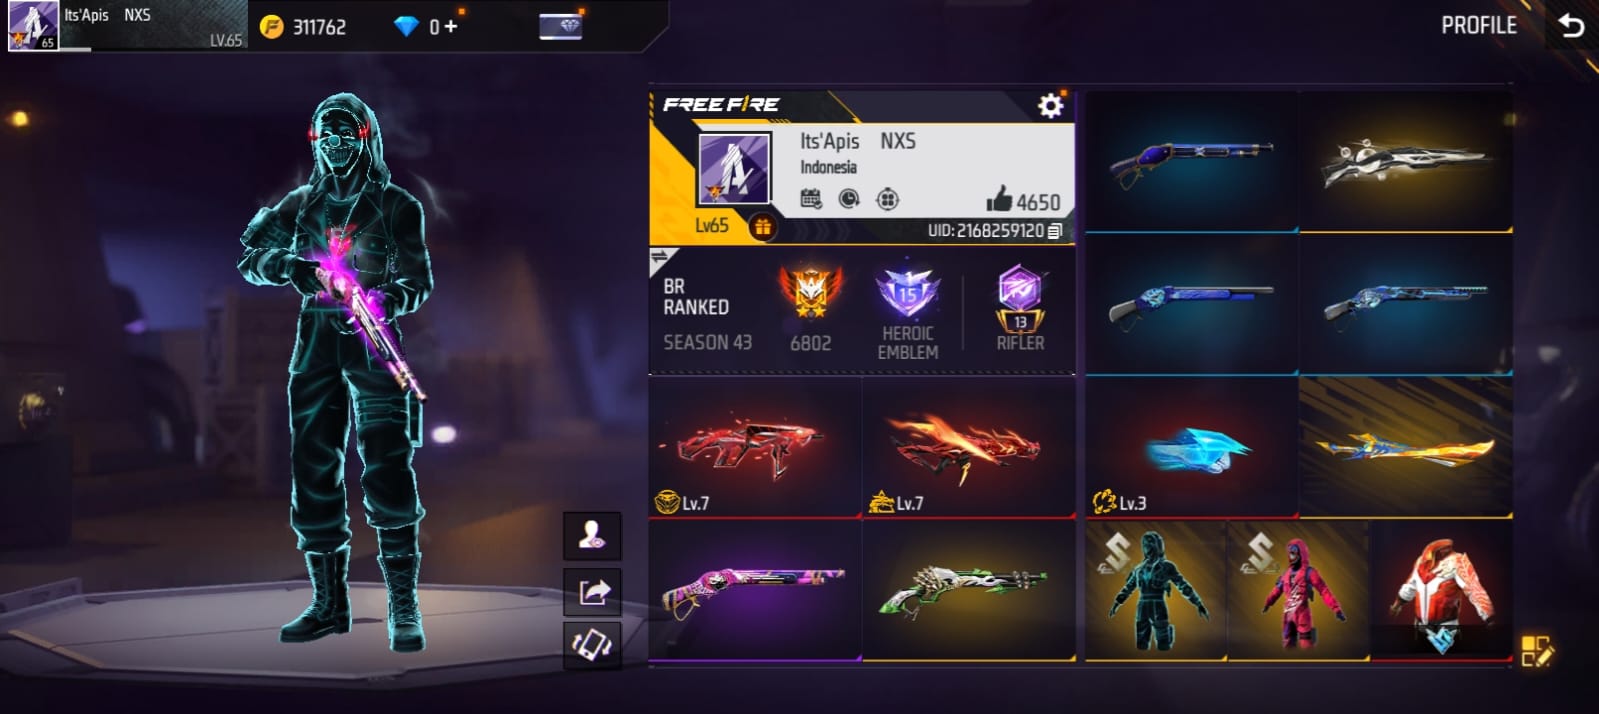 Its'Apis NXS
65
LV.65
311762
0 +
PROFILE
FREE FIRE
Its'Apis NXS
Indonesia
4650
Lv65
UID: 2168259120
BR
RANKED
SEASON 43
6802
15
HEROIC
EMBLEM
13
RIFLER
Lv.7
Lv.7
Lv.3